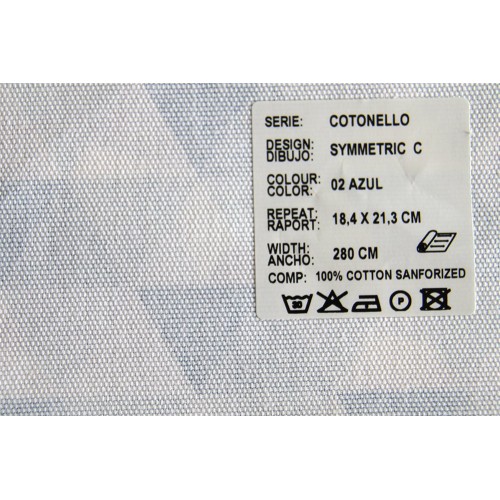 SERIE: COTONELLO
DESIGN:
DIBUJO: SYMMETRIC C
COLOUR:
COLOR: 02 AZUL
REPEAT:
RAPORT: 18,4 X 21,3 CM
WIDTH:
ANCHO: 280 CM
COMP: 100% COTTON SANFORIZED
30 P